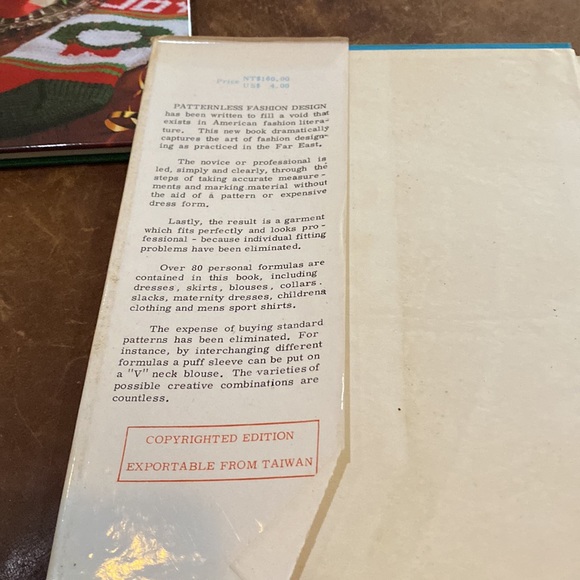 Price NT$160.00
US$ 4.00
PATTERNLESS FASHION DESIGN
has been written to fill a void that
exists in American fashion litera-
ture. This new book dramatically
captures the art of fashion design-
ing as practiced in the Far East.
The novice or professional is
led, simply and clearly, through the
steps of taking accurate measure-
ments and marking material without
the aid of a pattern or expensive
dress form.
Lastly, the result is a garment
which fits perfectly and looks pro-
fessional - because individual fitting
problems have been eliminated.
Over 80 personal formulas are
contained in this book, including
dresses, skirts, blouses, collars.
slacks, maternity dresses, childrens
clothing and mens sport shirts.
The expense of buying standard
patterns has been eliminated. For
instance, by interchanging different
formulas a puff sleeve can be put on
a "V" neck blouse. The varieties of
possible creative combinations are
countless.
COPYRIGHTED EDITION
EXPORTABLE FROM TAIWAN